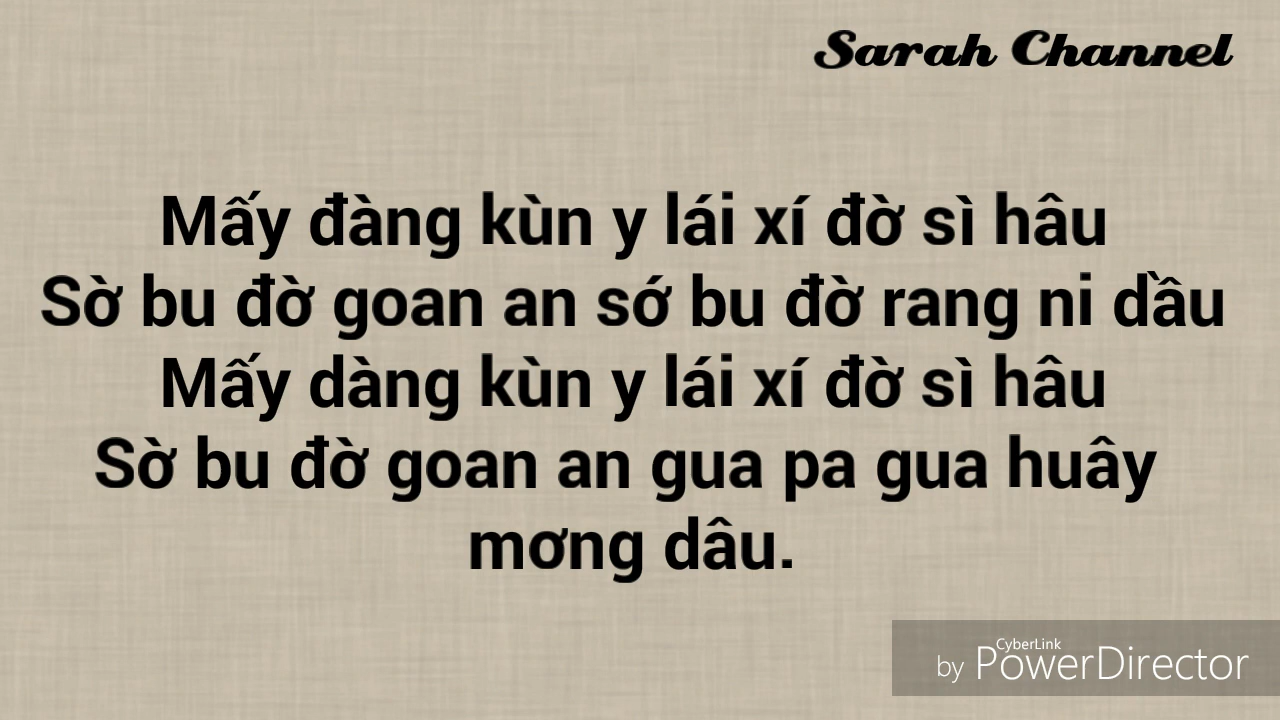 Sarah Channel
Mấy đàng kùn y lái xí đờ sì hâu
Sờ bu đờ goan an sớ bu đờ rang ni dầu
Mấy dàng kùn y lái xí đờ sì hâu
Sờ bu đờ goan an gua pa gua huây
mơng dâu.
CyberLink
by PowerDirector